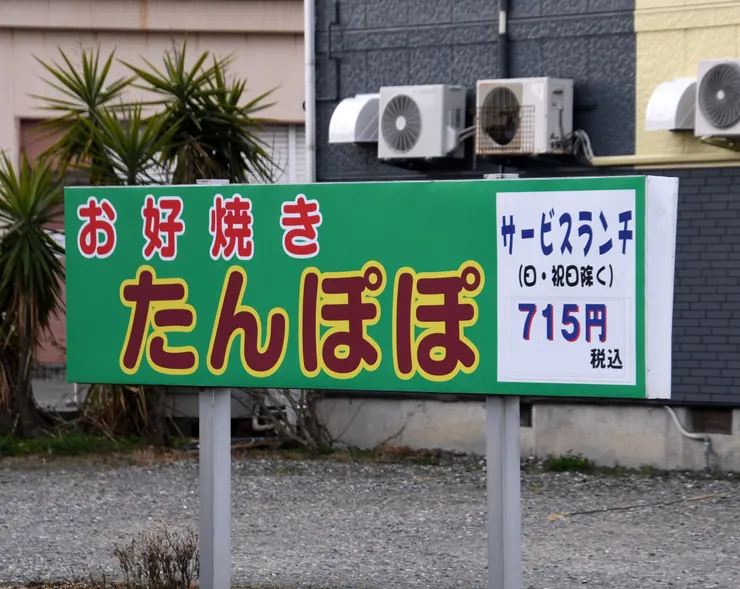 お好焼き
たんぽぽ
サービスランチ
(日・祝日除く)
715円
税込